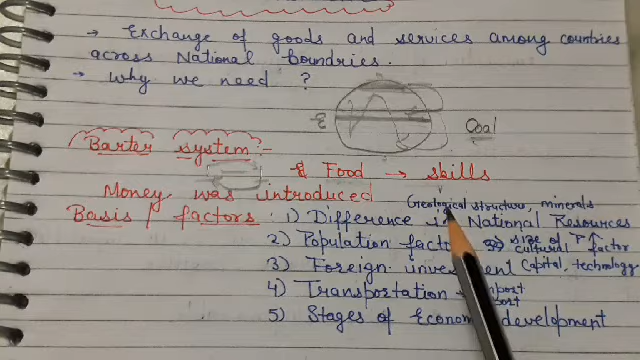 → Exchange of goods and services among countries
across National boundries.
→ Why we need ?
Coal
Barter system :-
Food → skills
Money was introduced
Geological structure, minerals
Basis / factors : 1) Difference in National Resources
2) Population factor size of P↑
cultural factor
3) Foreign investment Capital, technology
4) Transportation
5) Stages of Economic development